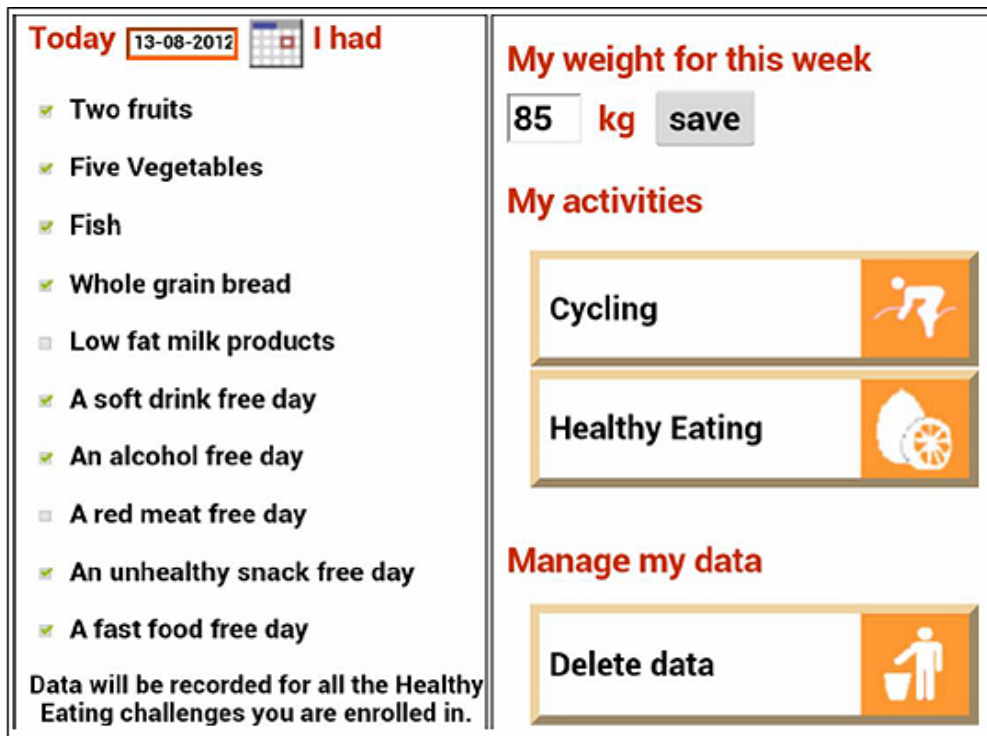 Today 13-08-2012 I had
Two fruits
Five Vegetables
Fish
Whole grain bread
Low fat milk products
A soft drink free day
An alcohol free day
A red meat free day
An unhealthy snack free day
A fast food free day
Data will be recorded for all the Healthy
Eating challenges you are enrolled in.
My weight for this week
85 kg save
My activities
Cycling
Healthy Eating
Manage my data
Delete data